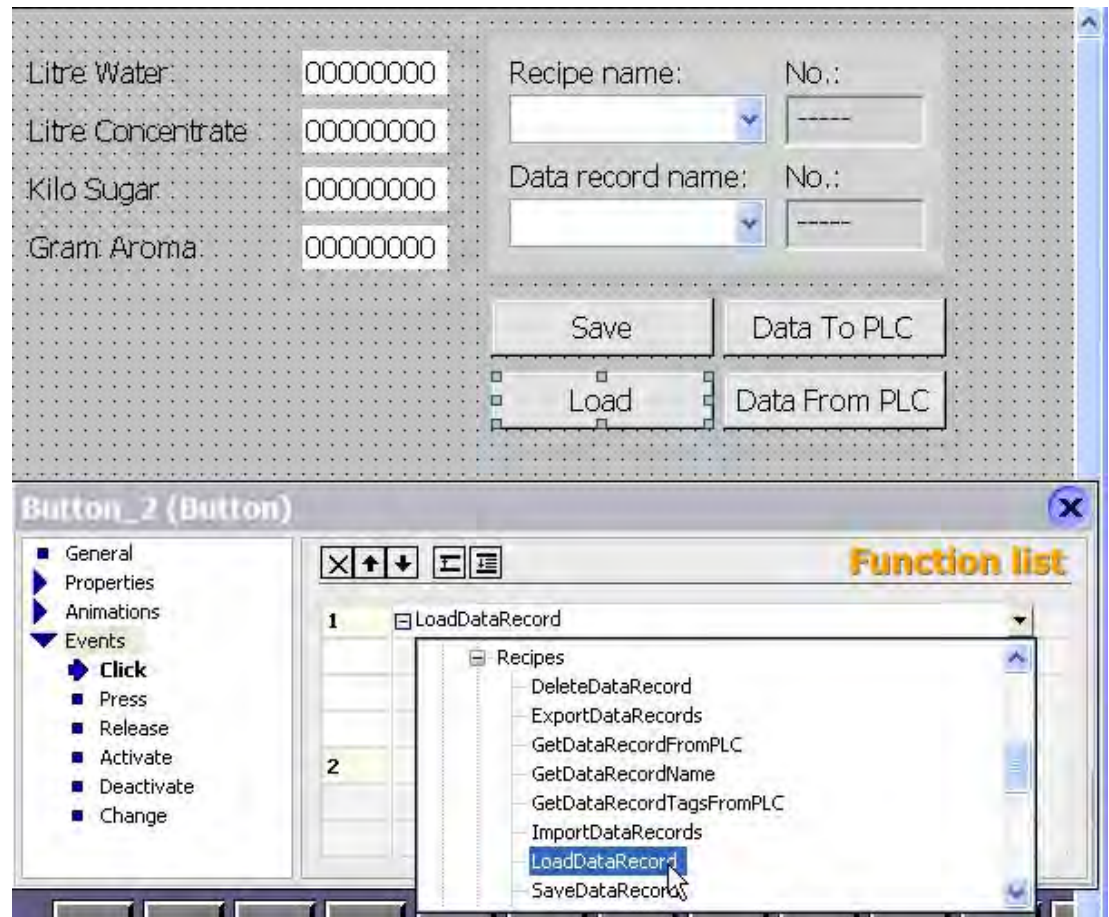 Litre Water:
00000000
Litre Concentrate
00000000
Kilo Sugar
00000000
Gram Aroma
00000000
Recipe name:
No.:
-----
Data record name:
No.:
------
Save
Data To PLC
Load
Data From PLC
Button_2 (Button)
General
Properties
Animations
Events
Click
Press
Release
Activate
Deactivate
Change
Function list
1
LoadDataRecord
2
Recipes
DeleteDataRecord
ExportDataRecords
GetDataRecordFromPLC
GetDataRecordName
GetDataRecordTagsFromPLC
ImportDataRecords
LoadDataRecord
SaveDataRecord